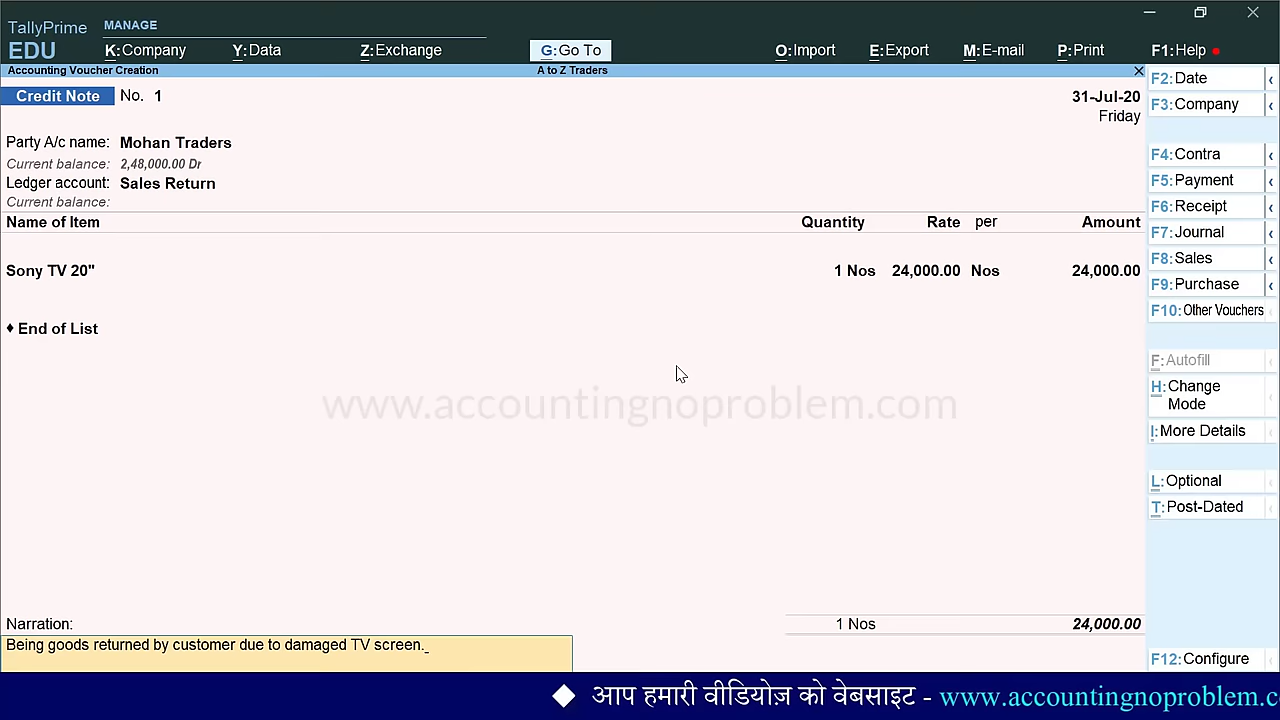 TallyPrime
MANAGE
EDU
K:Company Y:Data Z:Exchange G:Go To O:Import E:Export M:E-mail P:Print F1:Help
Accounting Voucher Creation A to Z Traders
Credit Note No. 1 31-Jul-20
Friday
Party A/c name: Mohan Traders
Current balance: 2,48,000.00 Dr
Ledger account: Sales Return
Current balance:
Name of Item Quantity Rate per Amount
Sony TV 20" 1 Nos 24,000.00 Nos 24,000.00
♦ End of List
www.accountingnoproblem.com
Narration: 1 Nos 24,000.00
Being goods returned by customer due to damaged TV screen.
F2:Date
F3:Company
F4:Contra
F5:Payment
F6:Receipt
F7:Journal
F8:Sales
F9:Purchase
F10:Other Vouchers
F:Autofill
H:Change
Mode
I:More Details
L:Optional
T:Post-Dated
F12:Configure
◆ आप हमारी वीडियोज़ को वेबसाइट - www.accountingnoproblem.c